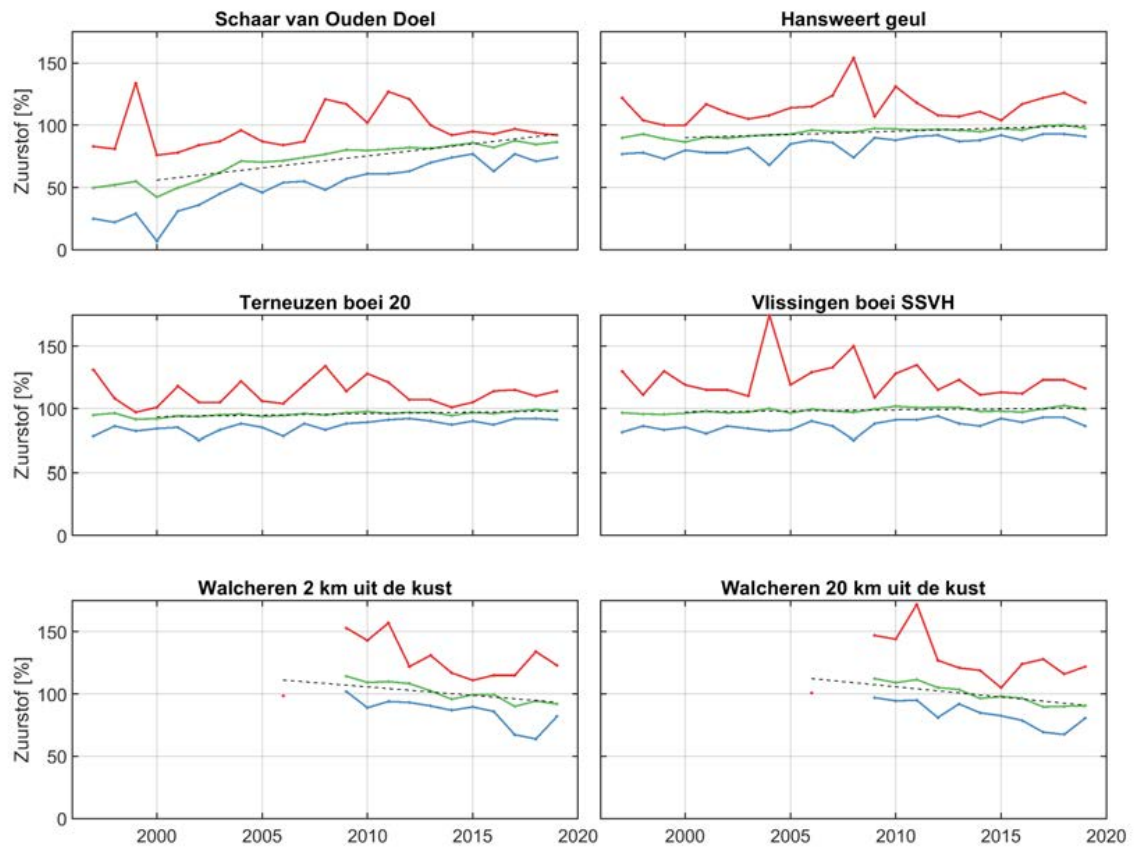 Schaar van Ouden Doel
Hansweert geul
Zuurstof [%]
150
100
50
0
Terneuzen boei 20
Vlissingen boei SSVH
Zuurstof [%]
150
100
50
0
Walcheren 2 km uit de kust
Walcheren 20 km uit de kust
Zuurstof [%]
150
100
50
0
2000 2005 2010 2015 2020
2000 2005 2010 2015 2020